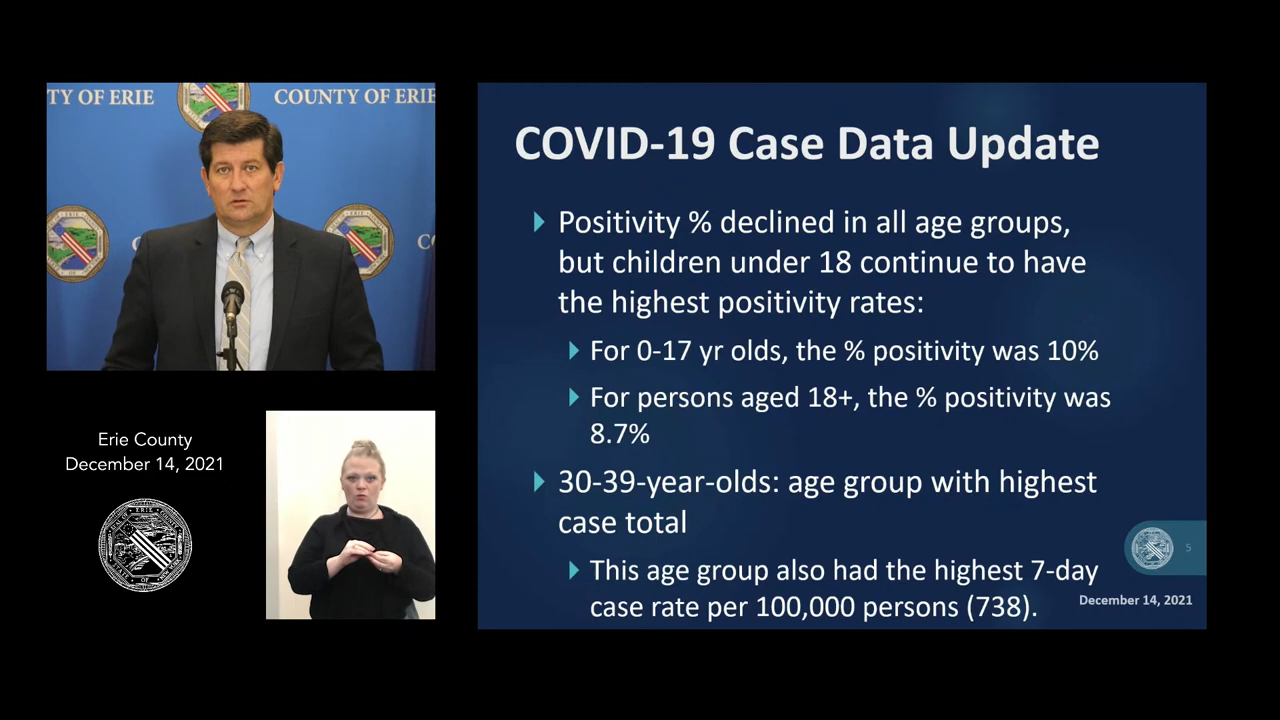 TY OF ERIE
COUNTY OF ERIE
Erie County
December 14, 2021
ERIE
COVID-19 Case Data Update
Positivity % declined in all age groups,
but children under 18 continue to have
the highest positivity rates:
For 0-17 yr olds, the % positivity was 10%
For persons aged 18+, the % positivity was
8.7%
30-39-year-olds: age group with highest
case total
This age group also had the highest 7-day
case rate per 100,000 persons (738).
5
December 14, 2021